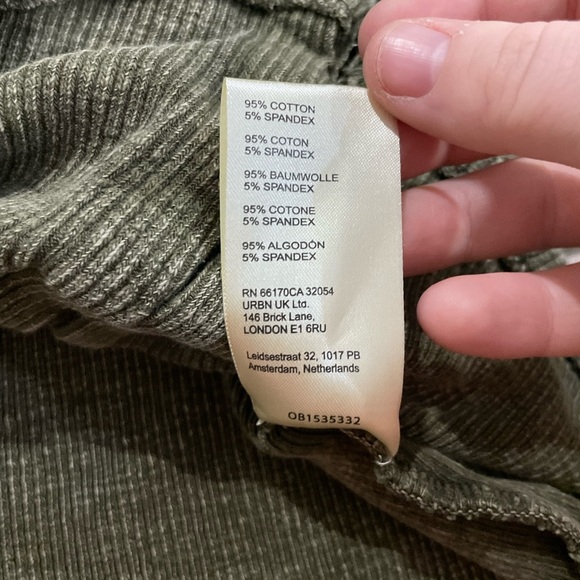 95% COTTON
5% SPANDEX
95% COTON
5% SPANDEX
95% BAUMWOLLE
5% SPANDEX
95% COTONE
5% SPANDEX
95% ALGODÓN
5% SPANDEX
RN 66170CA 32054
URBN UK Ltd.
146 Brick Lane,
LONDON E1 6RU
Leidsestraat 32, 1017 PB
Amsterdam, Netherlands
OB1535332